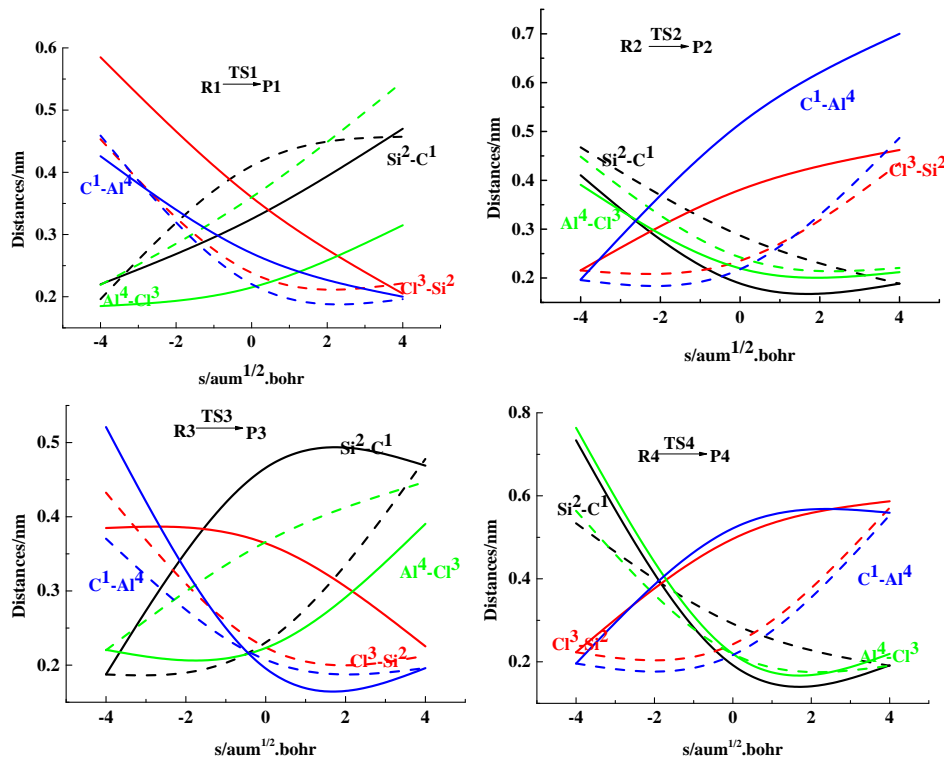 0.6
0.5
0.4
0.3
0.2
Distances/nm
TS1
R1 P1
Si²-C¹
C¹-Al⁴
Cl³-Si²
Al⁴-Cl³
-4 -2 0 2 4
s/aum¹/².bohr
0.7
0.6
0.5
0.4
0.3
0.2
Distances/nm
TS2
R2 P2
C¹-Al⁴
Si²-C¹
Cl³-Si²
Al⁴-Cl³
-4 -2 0 2 4
s/aum¹/².bohr
0.5
0.4
0.3
0.2
Distances/nm
TS3
R3 P3
Si²-C¹
Al⁴-Cl³
C¹-Al⁴
Cl³-Si²
-4 -2 0 2 4
s/aum¹/².bohr
0.8
0.6
0.4
0.2
Distances/nm
TS4
R4 P4
Si²-C¹
C¹-Al⁴
Cl³-Si²
Al⁴-Cl³
-4 -2 0 2 4
s/aum¹/².bohr